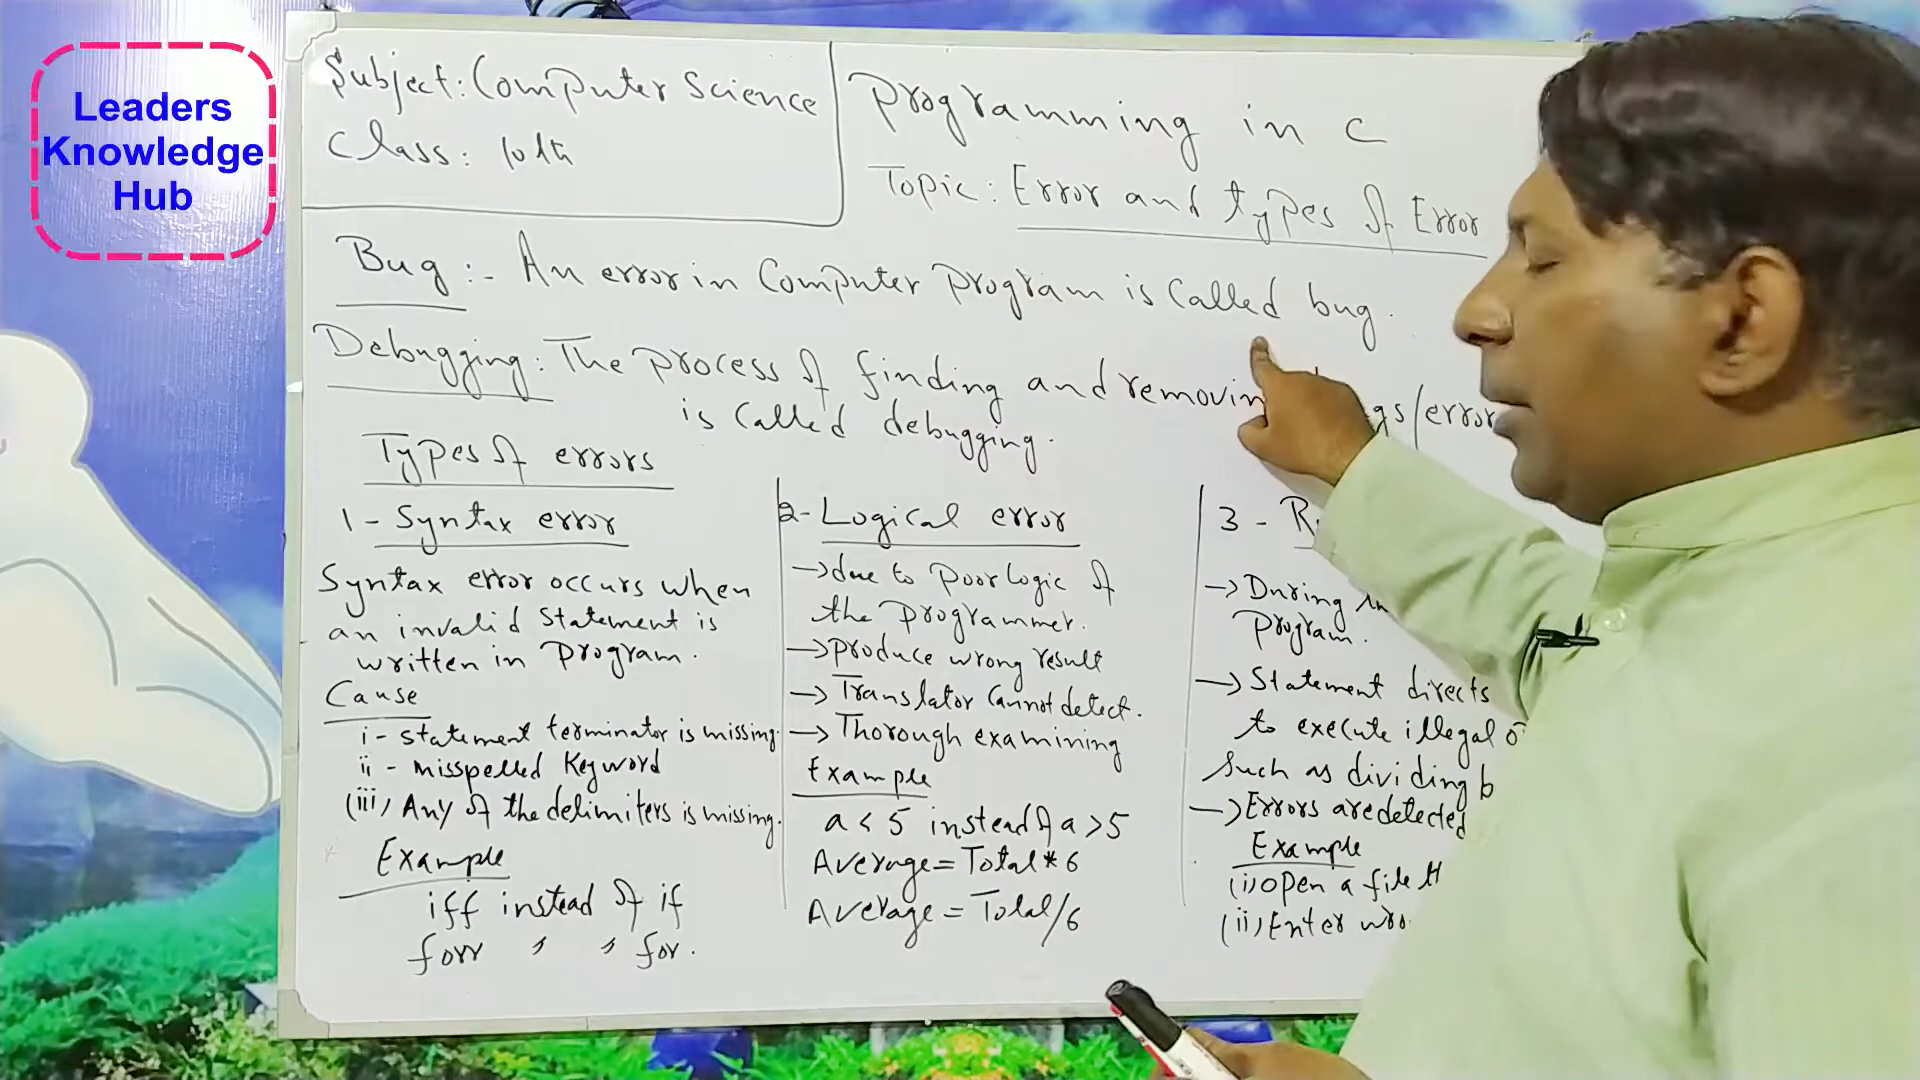 Leaders
Knowledge
Hub
Subject: Computer Science
Class: 10th
Programming in C
Topic: Error and types of Error
Bug :- An error in Computer Program is called bug.
Debugging: The process of finding and removin gs/error
is called debugging.
Types of errors
1- Syntax error
Syntax error occurs when
an invalid Statement is
written in Program.
Cause
i- statement terminator is missing.
ii - misspelled Keyword
(iii) Any of the delimiters is missing.
Example
iff instead of if
forr " " for.
2- Logical error
→ due to poor logic of
the programmer.
→ produce wrong result
→ Translator Cannot detect.
→ Thorough examining
Example
a < 5 instead of a > 5
Average = Total * 6
Average = Total/6
3 - R
→ During
Program.
→ Statement directs
to execute illegal
Such as dividing b
→ Errors are detected
Example
(i) open a file
(ii) Enter wro